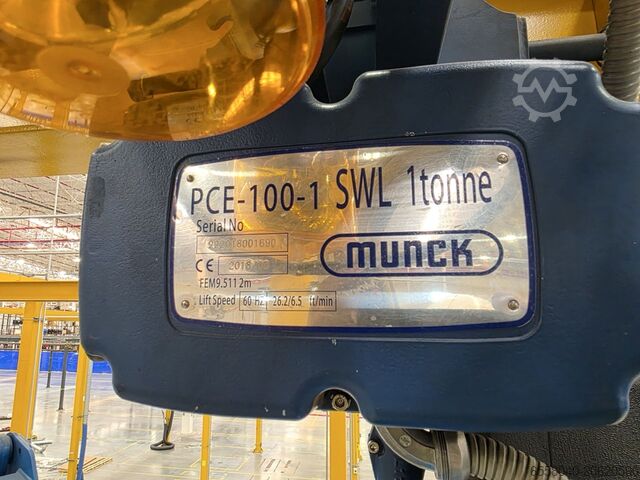 PCE-100-1 SWL 1tonne
Serial No
MUNCK
CE 2016
FEM9.511 2m
Lift Speed 60 HZ 26.2/6.5 ft/min